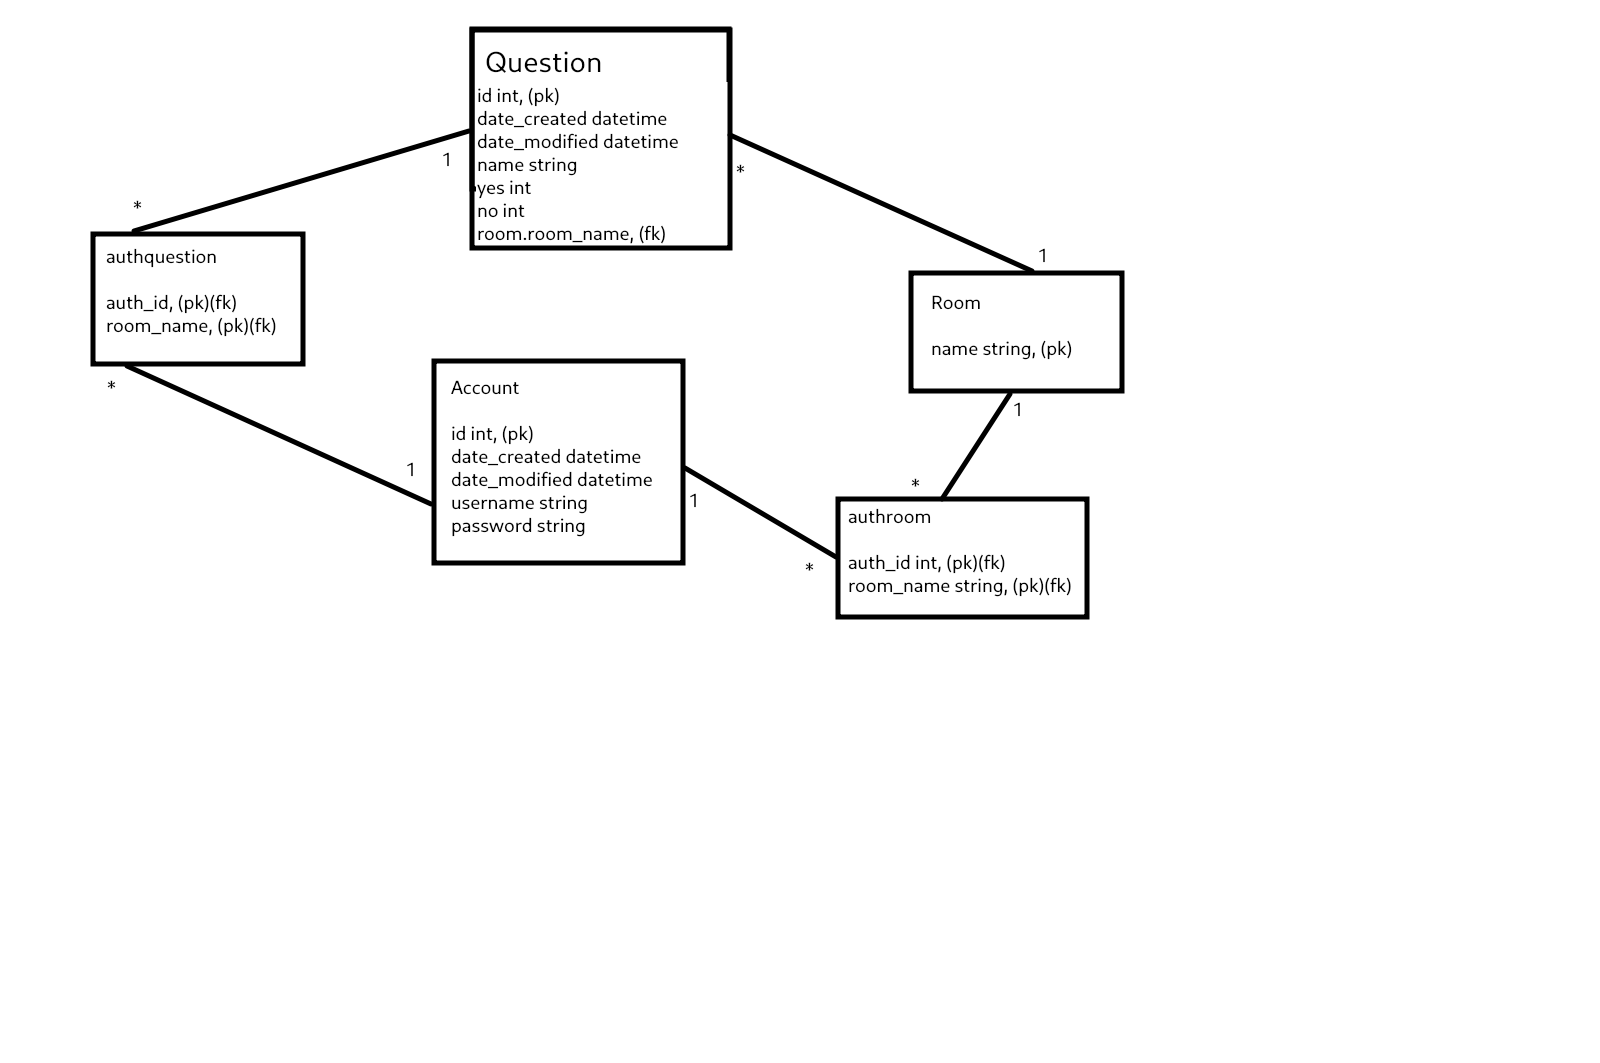 Question
id int, (pk)
date_created datetime
date_modified datetime
name string
yes int
no int
room.room_name, (fk)
1
*
*
1
authquestion
auth_id, (pk)(fk)
room_name, (pk)(fk)
*
1
Room
name string, (pk)
1
*
Account
id int, (pk)
date_created datetime
date_modified datetime
username string
password string
1
*
authroom
auth_id int, (pk)(fk)
room_name string, (pk)(fk)